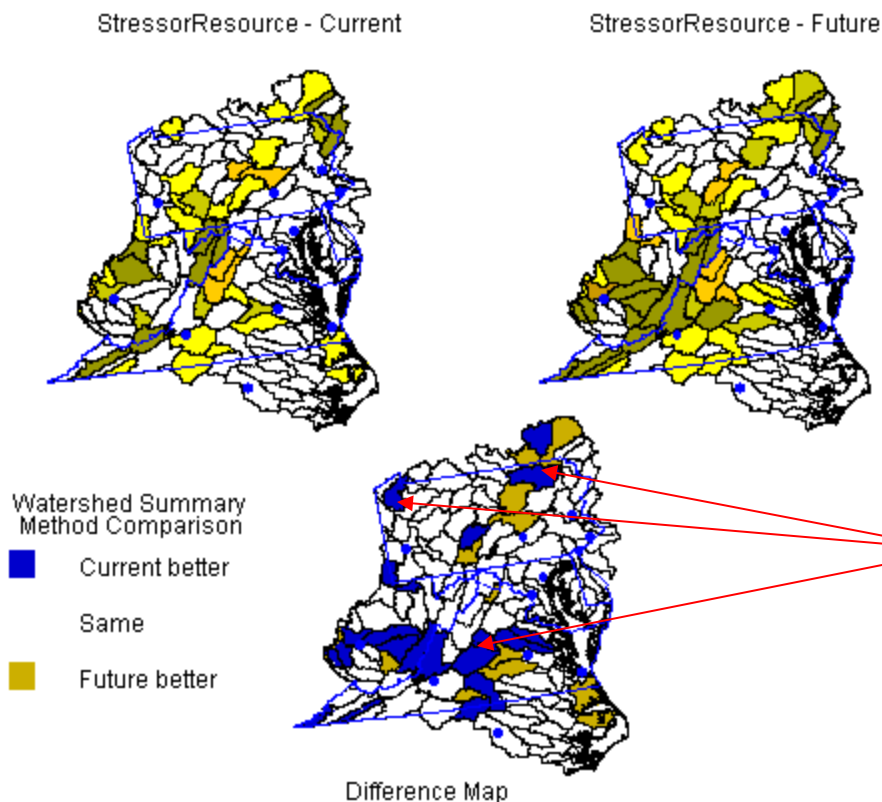 StressorResource - Current
StressorResource - Future
Watershed Summary
Method Comparison
Current better
Same
Future better
Difference Map